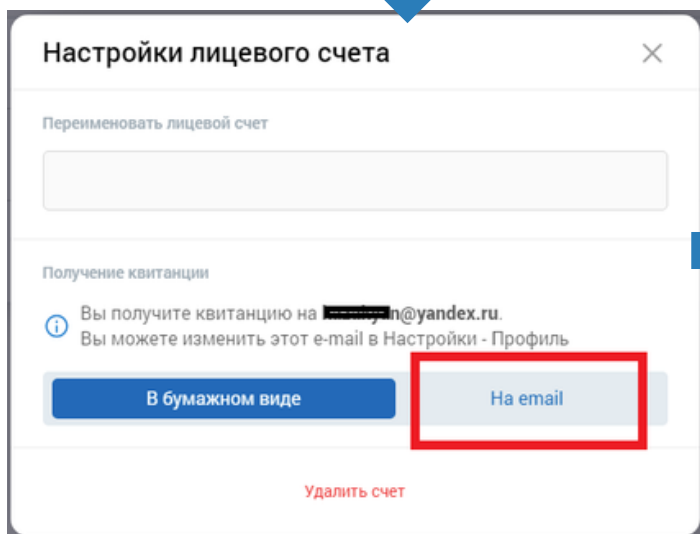 Настройки лицевого счета
Переименовать лицевой счет
Получение квитанции
Вы получите квитанцию на n@yandex.ru.
Вы можете изменить этот e-mail в Настройки - Профиль
В бумажном виде
На email
Удалить счет